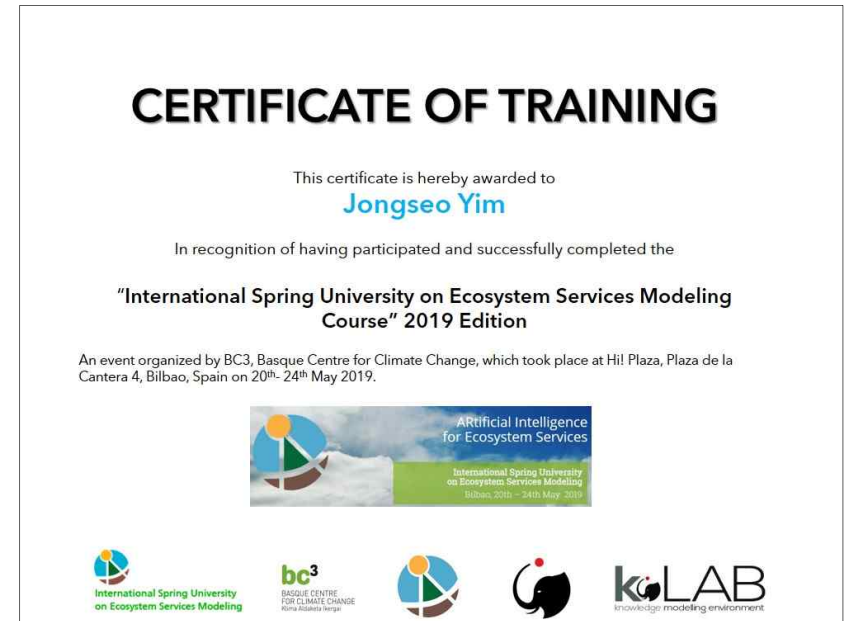 CERTIFICATE OF TRAINING
This certificate is hereby awarded to
Jongseo Yim
In recognition of having participated and successfully completed the
“International Spring University on Ecosystem Services Modeling
Course” 2019 Edition
An event organized by BC3, Basque Centre for Climate Change, which took place at Hi! Plaza, Plaza de la
Cantera 4, Bilbao, Spain on 20th- 24th May 2019.
ARtificial Intelligence
for Ecosystem Services
International Spring University
on Ecosystem Services Modeling
Bilbao, 20th – 24th May, 2019
International Spring University
on Ecosystem Services Modeling
bc3
BASQUE CENTRE
FOR CLIMATE CHANGE
Klima Aldaketa Ikergai
k.LAB
knowledge modelling environment